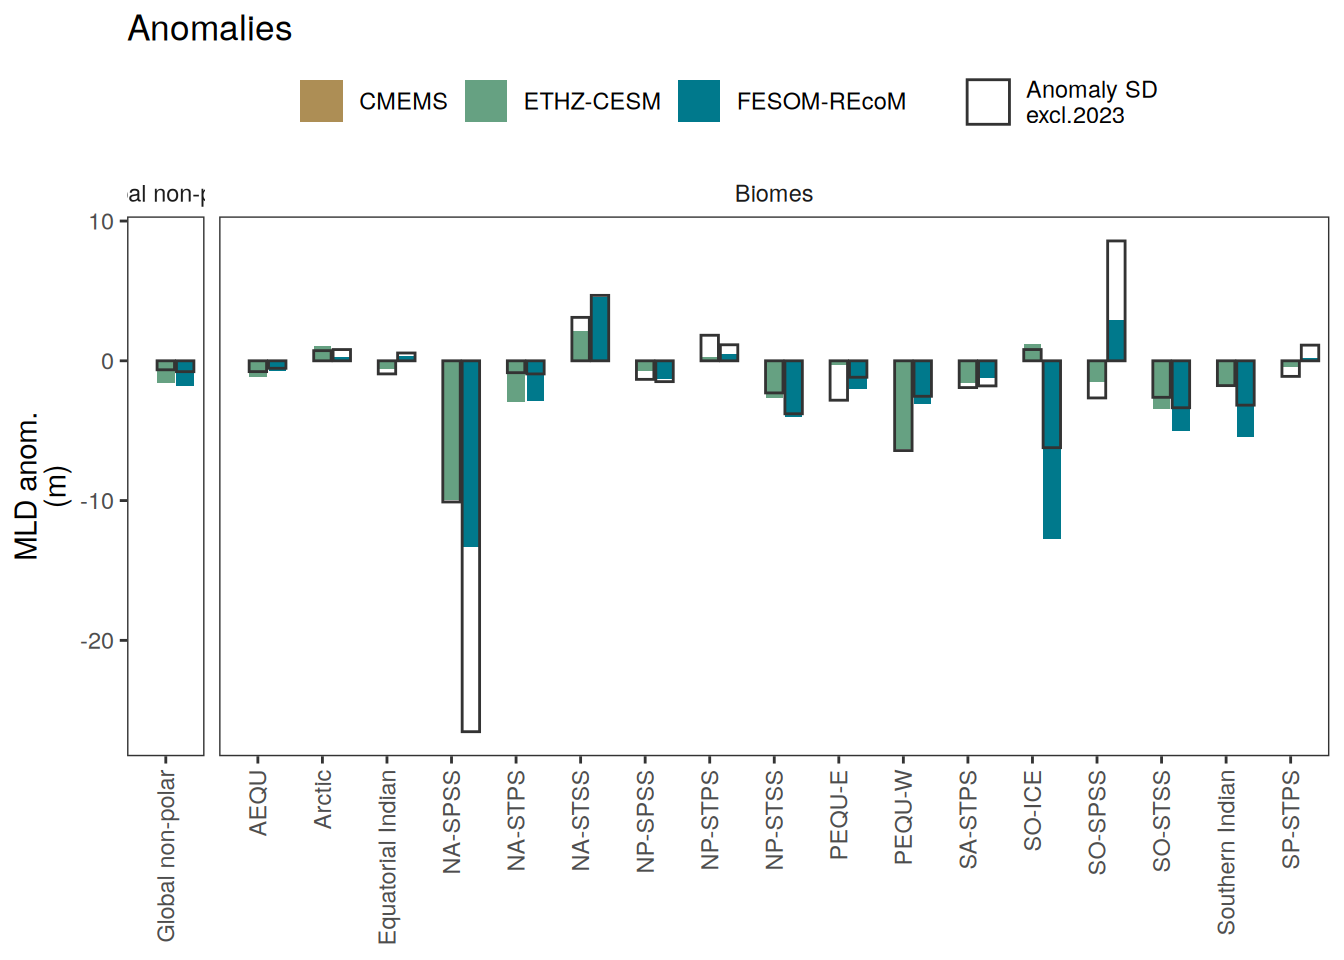 Anomalies
CMEMS
ETHZ-CESM
FESOM-REcoM
Anomaly SD
excl.2023
al non-
Biomes
10
0
-10
-20
MLD anom.
(m)
Global non-polar
AEQU
Arctic
Equatorial Indian
NA-SPSS
NA-STPS
NA-STSS
NP-SPSS
NP-STPS
NP-STSS
PEQU-E
PEQU-W
SA-STPS
SO-ICE
SO-SPSS
SO-STSS
Southern Indian
SP-STPS